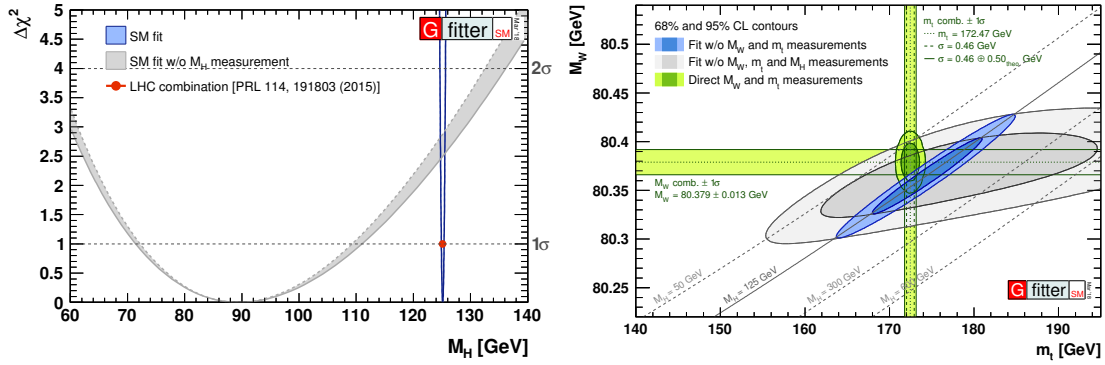 Δχ²
5
4.5
4
3.5
3
2.5
2
1.5
1
0.5
0
60 70 80 90 100 110 120 130 140
M_H [GeV]
SM fit
SM fit w/o M_H measurement
LHC combination [PRL 114, 191803 (2015)]
G fitter SM
Mar '18
2σ
1σ
M_W [GeV]
80.5
80.45
80.4
80.35
80.3
80.25
140 150 160 170 180 190
m_t [GeV]
68% and 95% CL contours
Fit w/o M_W and m_t measurements
Fit w/o M_W, m_t and M_H measurements
Direct M_W and m_t measurements
m_t comb. ± 1σ
m_t = 172.47 GeV
σ = 0.46 GeV
σ = 0.46 ⊕ 0.50_theo. GeV
M_W comb. ± 1σ
M_W = 80.379 ± 0.013 GeV
M_H = 50 GeV
M_H = 125 GeV
M_H = 300 GeV
G fitter SM
Mar '18